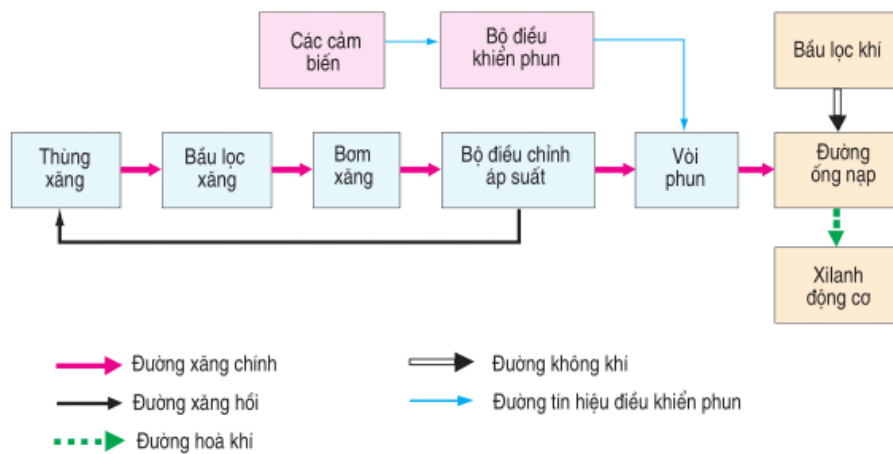 Các cảm
biến
Bộ điều
khiển phun
Bầu lọc khí
Thùng
xăng
Bầu lọc
xăng
Bơm
xăng
Bộ điều chỉnh
áp suất
Vòi
phun
Đường
ống nạp
Xilanh
động cơ
Đường xăng chính
Đường không khí
Đường xăng hồi
Đường tín hiệu điều khiển phun
Đường hoà khí